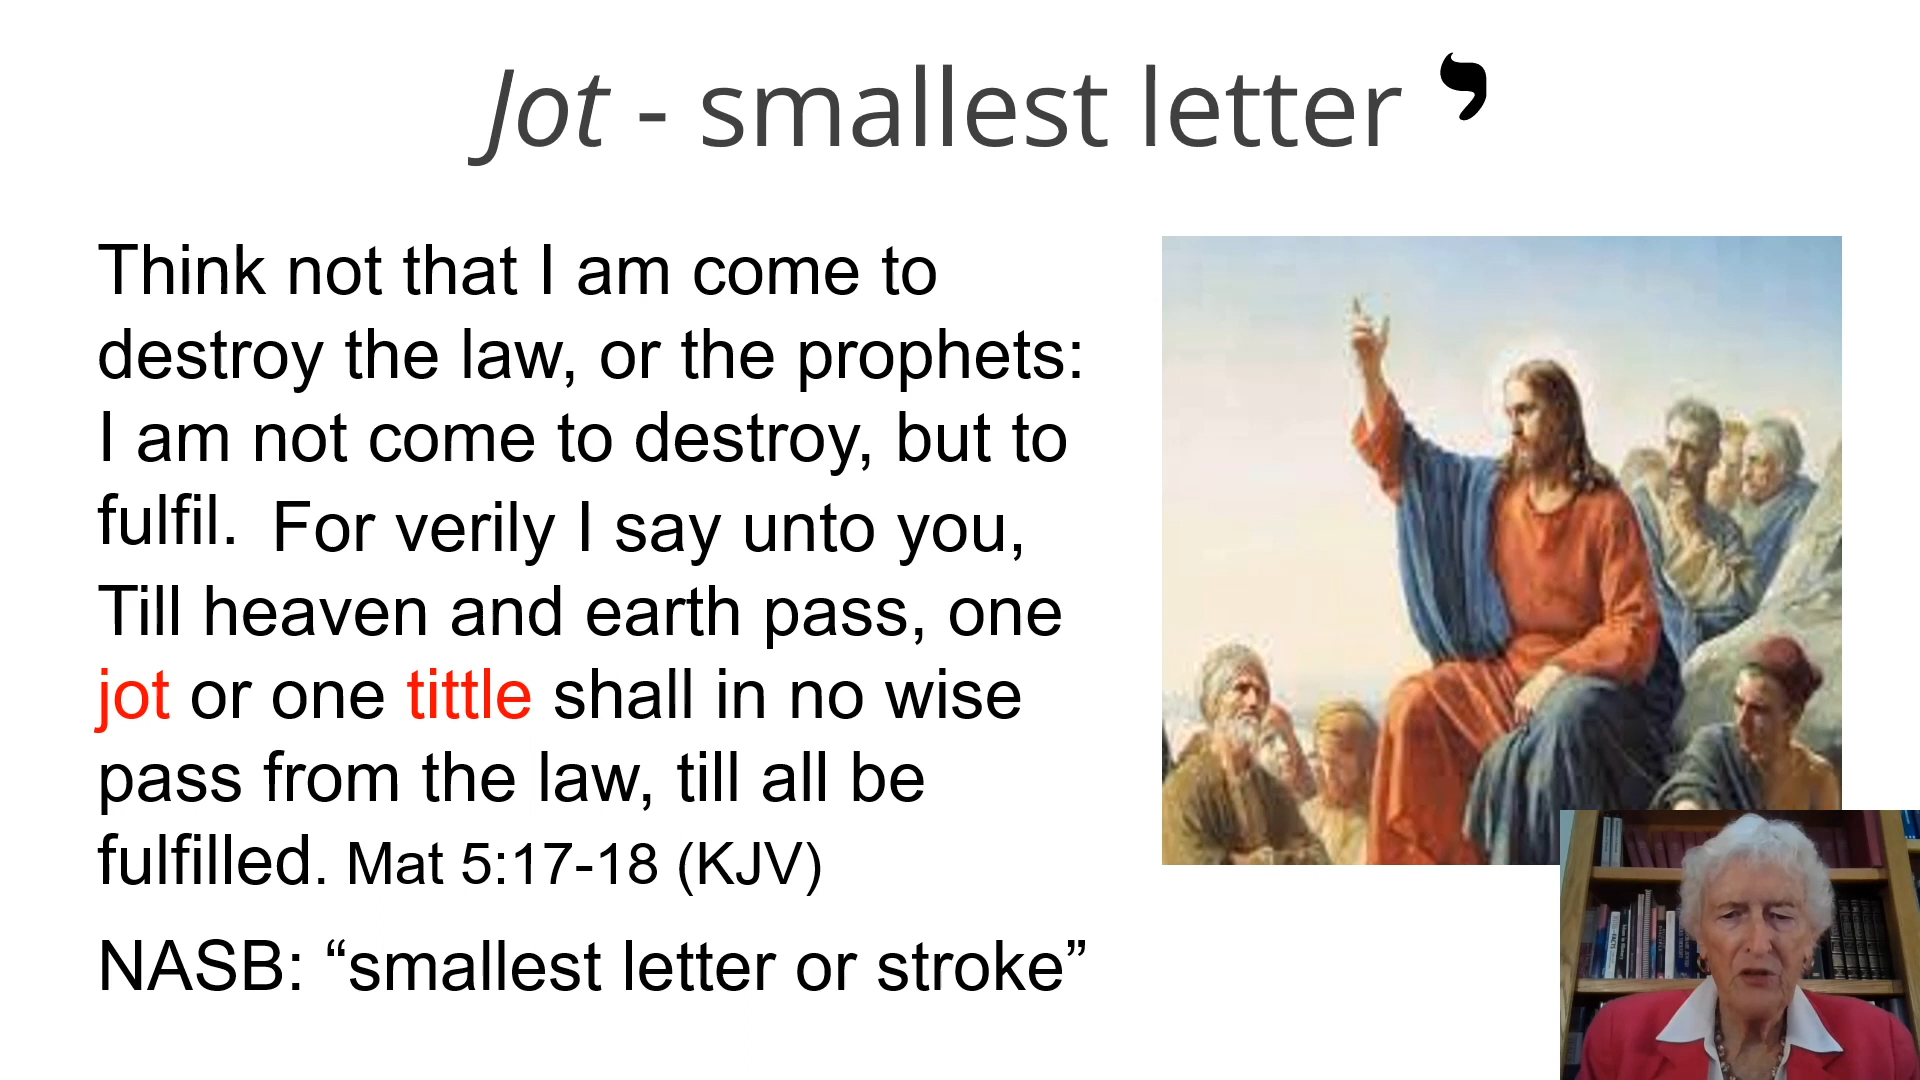 Jot - smallest letter י
Think not that I am come to
destroy the law, or the prophets:
I am not come to destroy, but to
fulfil. For verily I say unto you,
Till heaven and earth pass, one
jot or one tittle shall in no wise
pass from the law, till all be
fulfilled. Mat 5:17-18 (KJV)
NASB: “smallest letter or stroke”